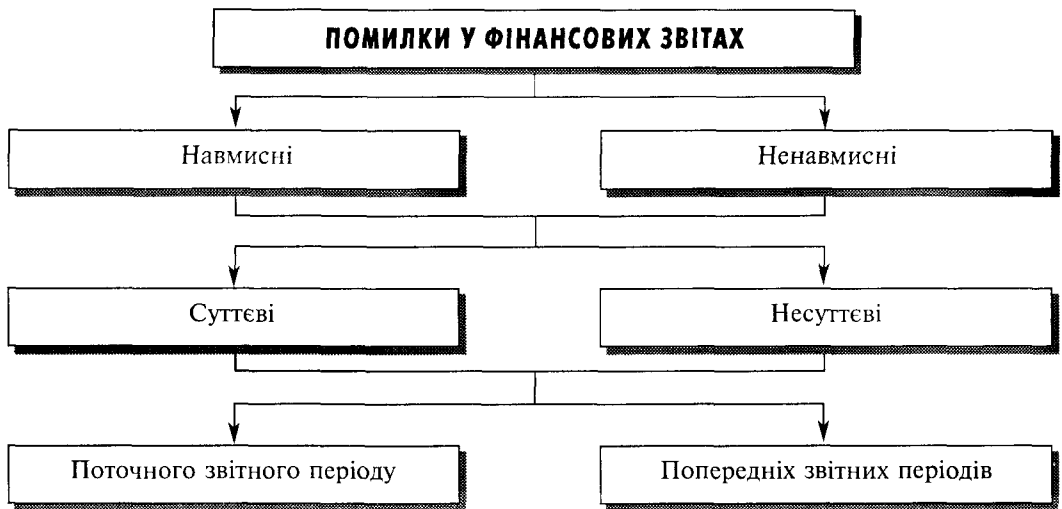 ПОМИЛКИ У ФІНАНСОВИХ ЗВІТАХ
Навмисні
Ненавмисні
Суттєві
Несуттєві
Поточного звітного періоду
Попередніх звітних періодів